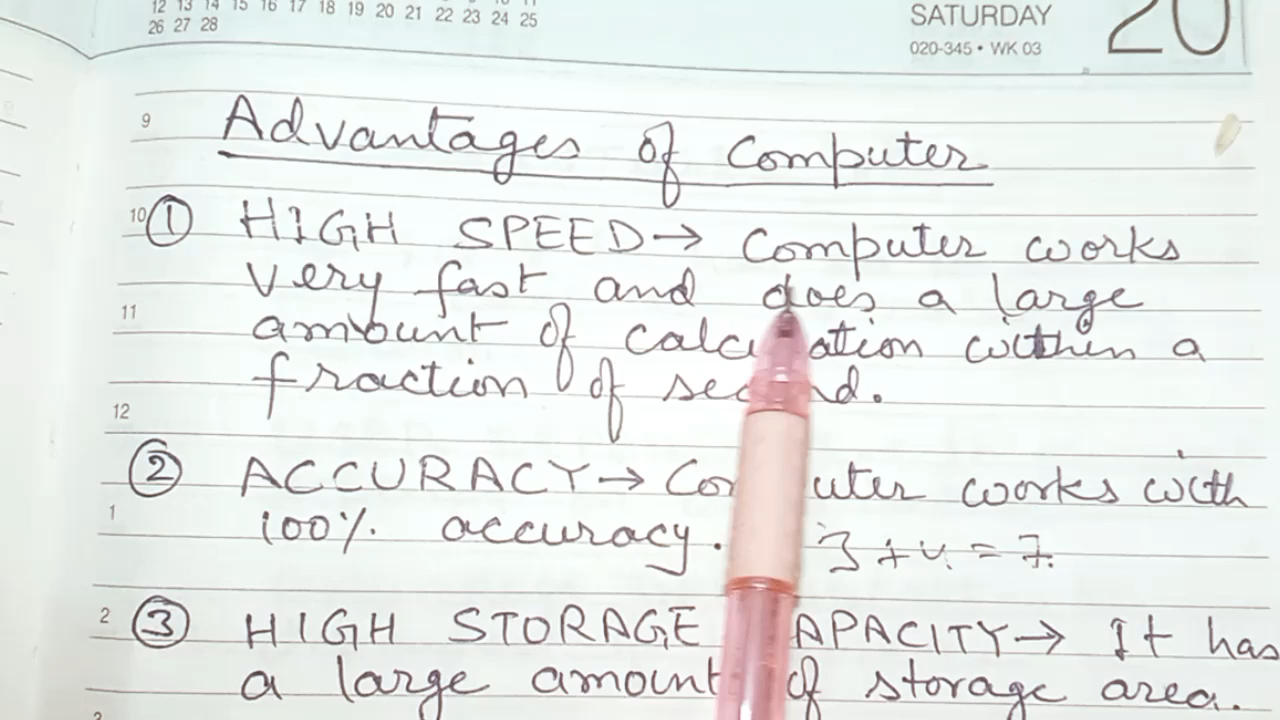 12 13 14 15 16 17 18 19 20 21 22 23 24 25
26 27 28
SATURDAY
020-345 • WK 03
20
9
Advantages of Computer
10
① HIGH SPEED → Computer works
very fast and does a large
11
amount of calculation within a
fraction of second.
12
② ACCURACY → Computer works with
1
100% accuracy. 3 + 4 = 7.
2
③ HIGH STORAGE CAPACITY → It has
a large amount of storage area.
3